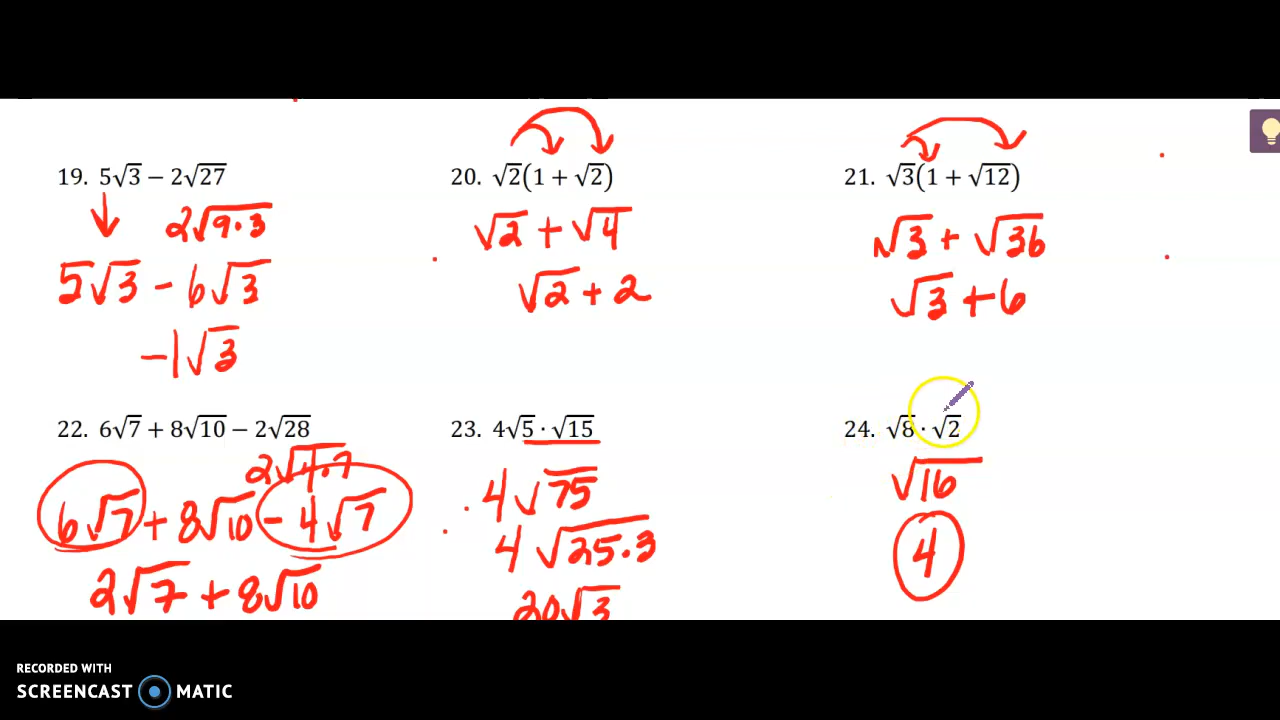 19. 5√3 − 2√27
2√9·3
5√3 − 6√3
−1√3
20. √2(1 + √2)
√2 + √4
√2 + 2
21. √3(1 + √12)
√3 + √36
√3 + 6
22. 6√7 + 8√10 − 2√28
2√4·7
6√7 + 8√10 − 4√7
2√7 + 8√10
23. 4√5 · √15
4√75
4√25·3
20√3
24. √8 · √2
√16
4
RECORDED WITH
SCREENCAST MATIC